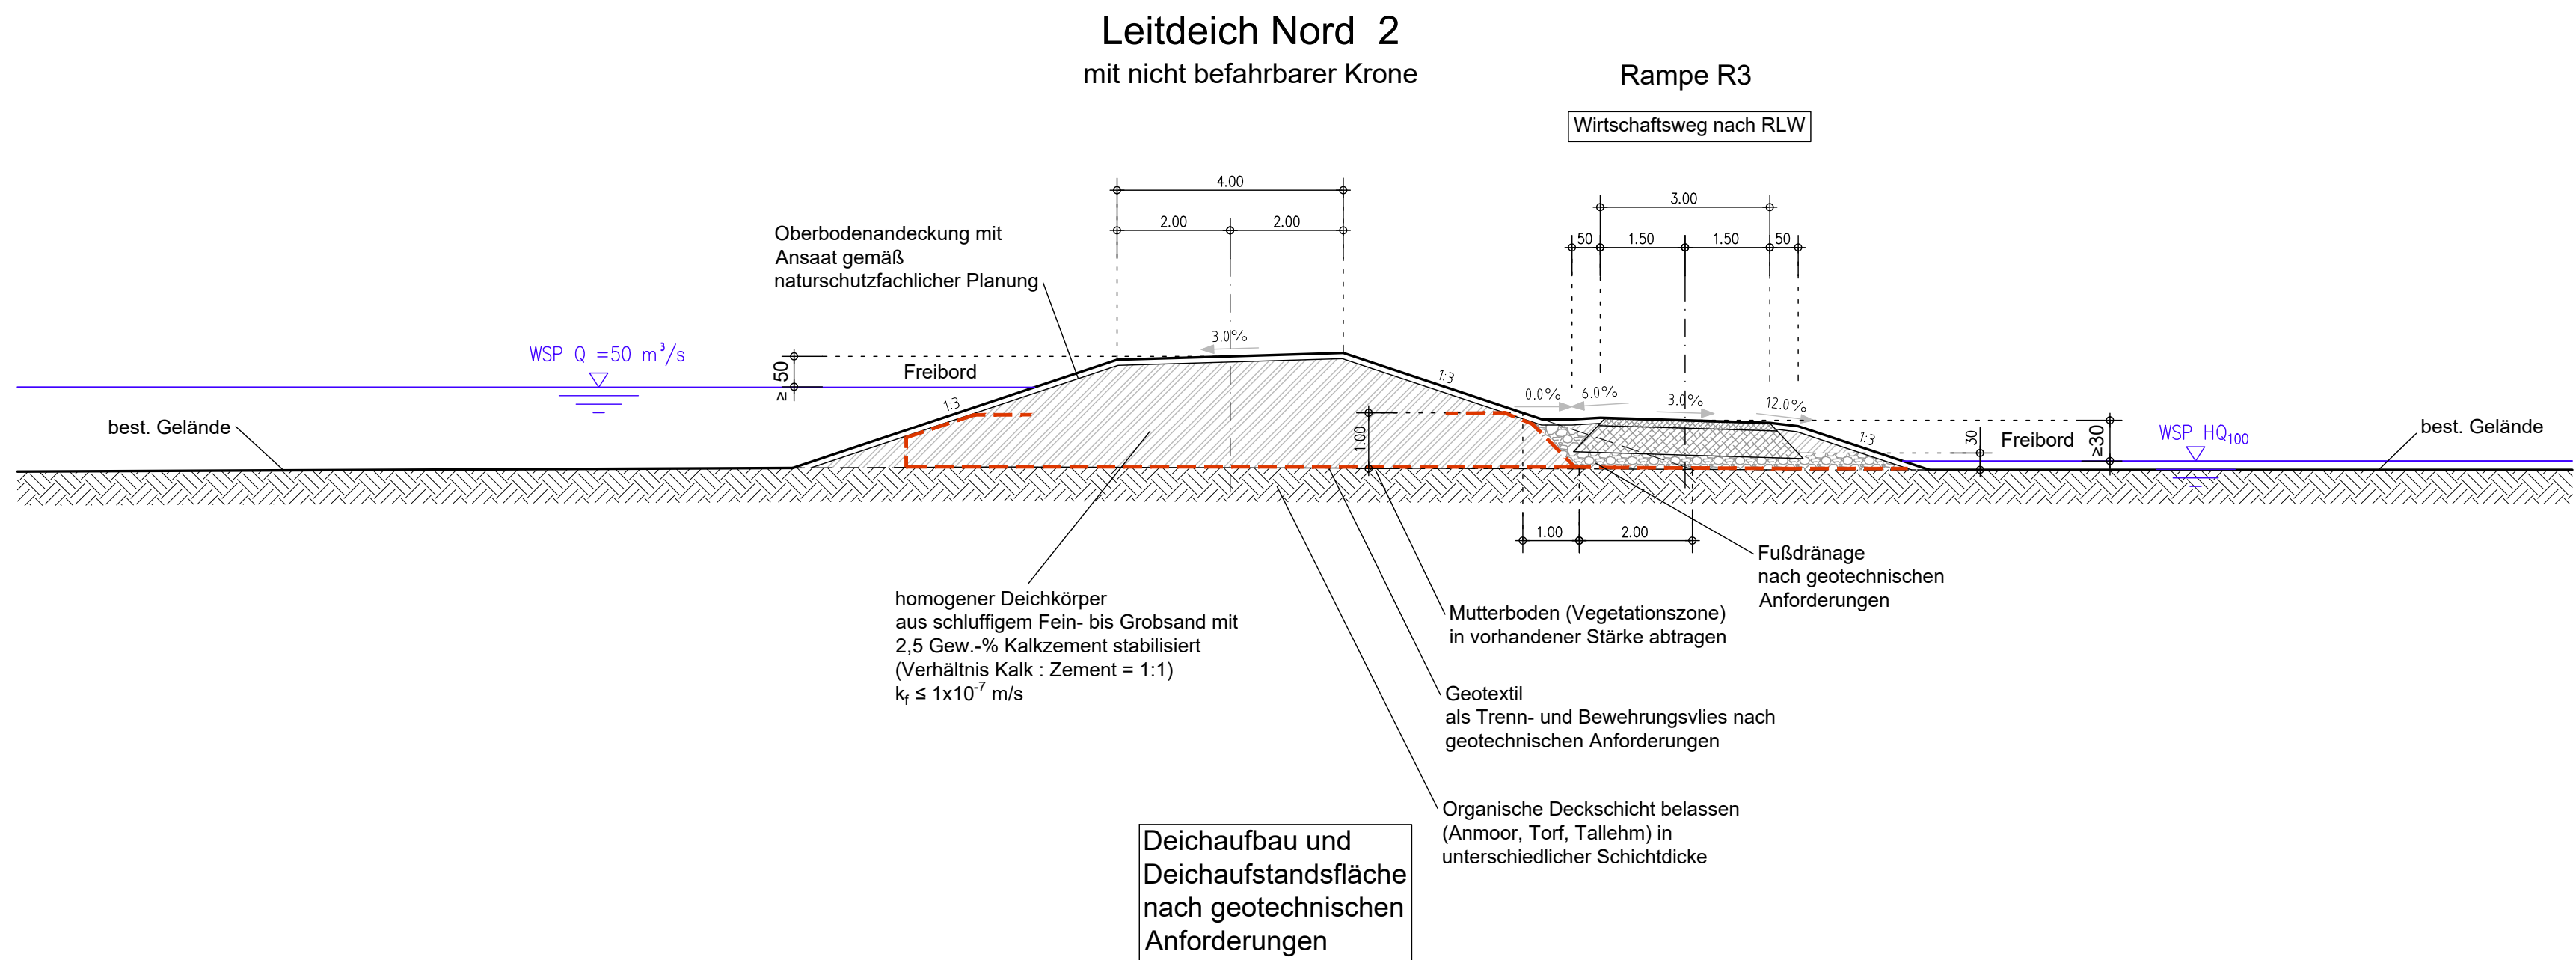 Leitdeich Nord 2
mit nicht befahrbarer Krone
Rampe R3
Wirtschaftsweg nach RLW
4.00
2.00
2.00
3.00
50
1.50
1.50
50
Oberbodenandeckung mit
Ansaat gemäß
naturschutzfachlicher Planung
WSP Q =50 m³/s
≥ 50
Freibord
3.0%
1:3
1:3
0.0%
6.0%
3.0%
12.0%
1:3
best. Gelände
1.00
30
Freibord
≥30
WSP HQ₁₀₀
best. Gelände
1.00
2.00
Fußdränage
nach geotechnischen
Anforderungen
homogener Deichkörper
aus schluffigem Fein- bis Grobsand mit
2,5 Gew.-% Kalkzement stabilisiert
(Verhältnis Kalk : Zement = 1:1)
kf ≤ 1x10⁻⁷ m/s
Mutterboden (Vegetationszone)
in vorhandener Stärke abtragen
Geotextil
als Trenn- und Bewehrungsvlies nach
geotechnischen Anforderungen
Organische Deckschicht belassen
(Anmoor, Torf, Tallehm) in
unterschiedlicher Schichtdicke
Deichaufbau und
Deichaufstandsfläche
nach geotechnischen
Anforderungen